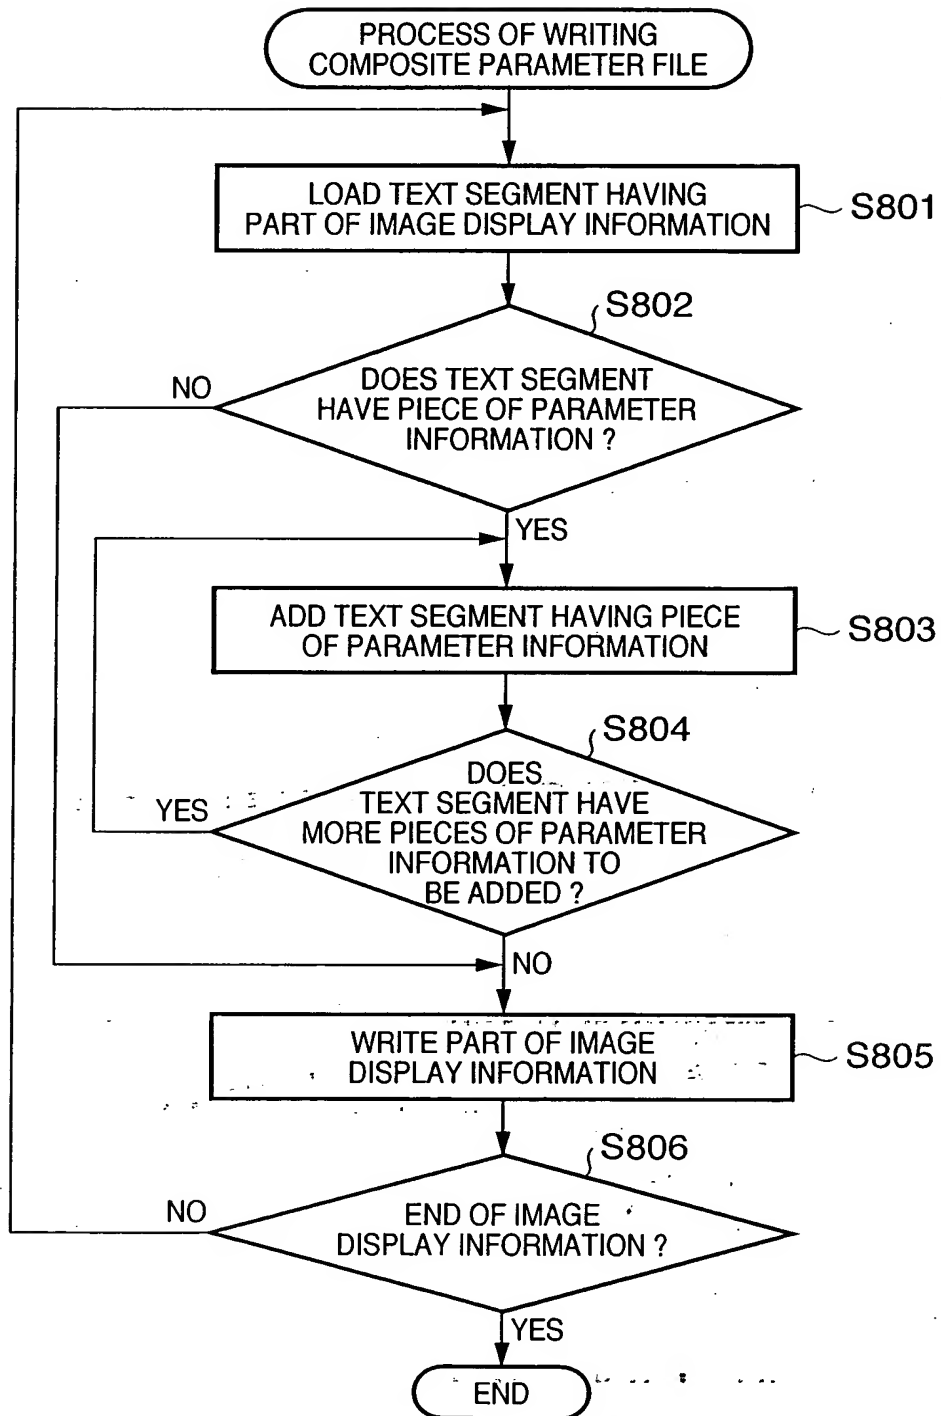 PROCESS OF WRITING
COMPOSITE PARAMETER FILE
LOAD TEXT SEGMENT HAVING
PART OF IMAGE DISPLAY INFORMATION
S801
S802
DOES TEXT SEGMENT
HAVE PIECE OF PARAMETER
INFORMATION ?
NO
YES
ADD TEXT SEGMENT HAVING PIECE
OF PARAMETER INFORMATION
S803
S804
DOES
TEXT SEGMENT HAVE
MORE PIECES OF PARAMETER
INFORMATION TO
BE ADDED ?
YES
NO
WRITE PART OF IMAGE
DISPLAY INFORMATION
S805
S806
END OF IMAGE
DISPLAY INFORMATION ?
NO
YES
END